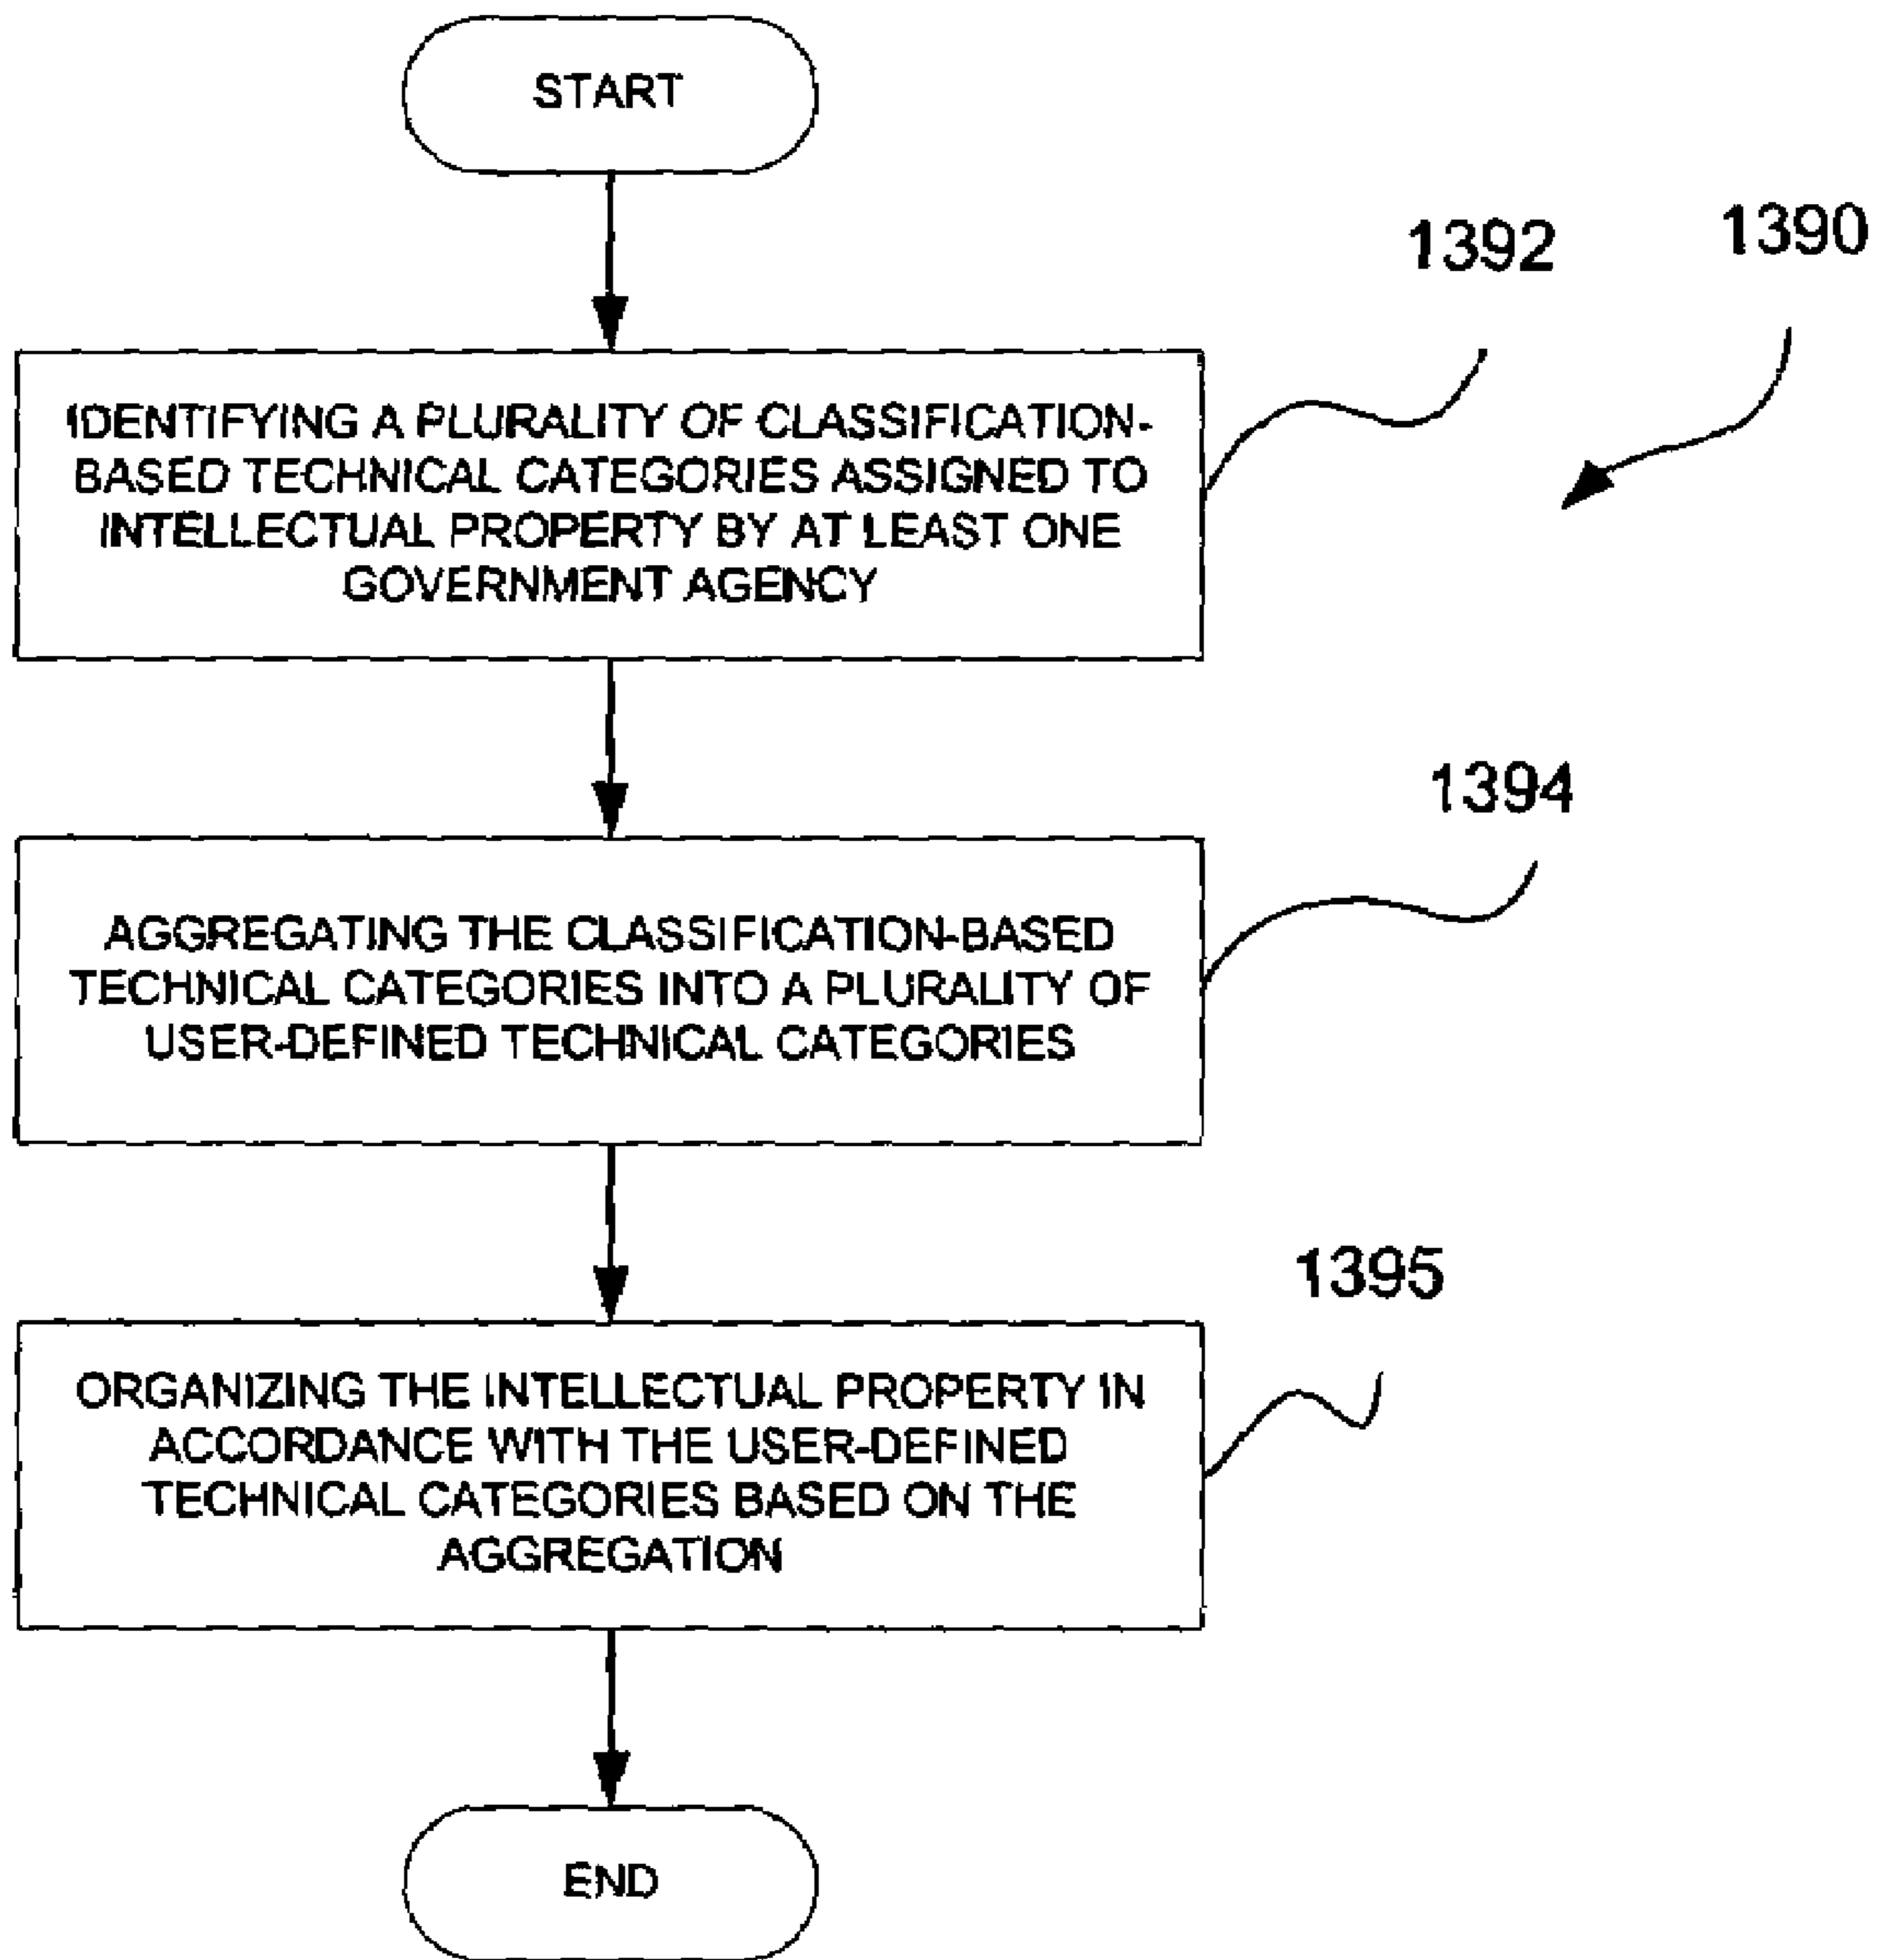 START
1392
1390
IDENTIFYING A PLURALITY OF CLASSIFICATION-
BASED TECHNICAL CATEGORIES ASSIGNED TO
INTELLECTUAL PROPERTY BY AT LEAST ONE
GOVERNMENT AGENCY
1394
AGGREGATING THE CLASSIFICATION-BASED
TECHNICAL CATEGORIES INTO A PLURALITY OF
USER-DEFINED TECHNICAL CATEGORIES
1395
ORGANIZING THE INTELLECTUAL PROPERTY IN
ACCORDANCE WITH THE USER-DEFINED
TECHNICAL CATEGORIES BASED ON THE
AGGREGATION
END